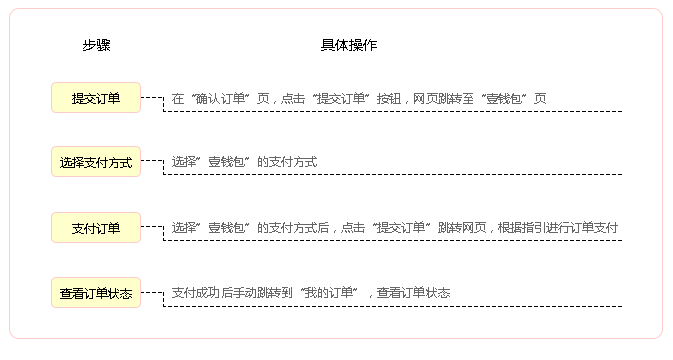 步骤 具体操作
提交订单 在“确认订单”页，点击“提交订单”按钮，网页跳转至“壹钱包”页
选择支付方式 选择”壹钱包”的支付方式
支付订单 选择”壹钱包”的支付方式后，点击“提交订单”跳转网页，根据指引进行订单支付
查看订单状态 支付成功后手动跳转到“我的订单”，查看订单状态